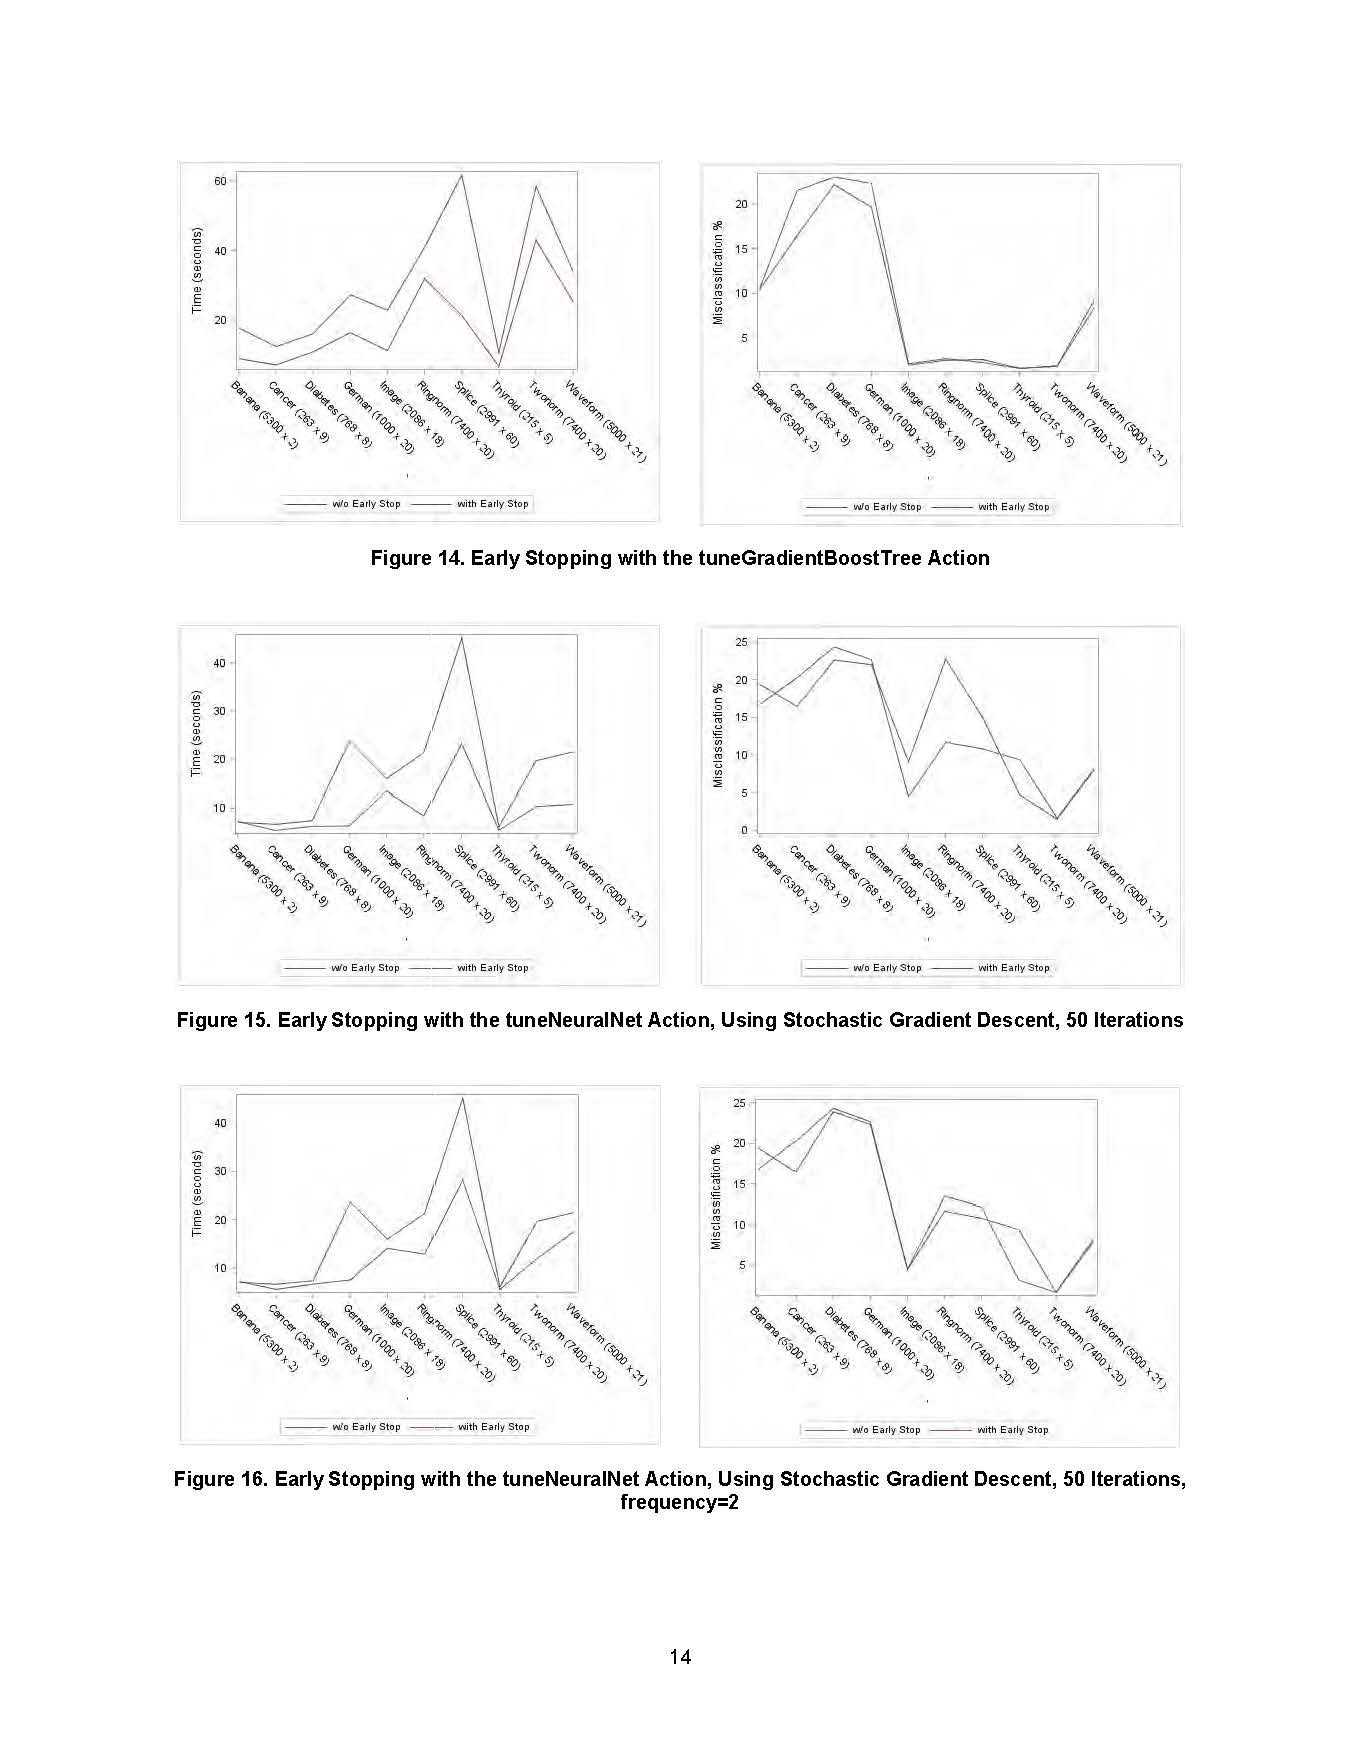 60
40
20
Time (seconds)
Banana (5300 x 2)
Cancer (263 x 9)
Diabetes (768 x 8)
German (1000 x 20)
Image (2086 x 18)
Ringnorm (7400 x 20)
Splice (2991 x 60)
Thyroid (215 x 5)
Twonorm (7400 x 20)
Waveform (5000 x 21)
w/o Early Stop with Early Stop
20
15
10
5
Misclassification %
Banana (5300 x 2)
Cancer (263 x 9)
Diabetes (768 x 8)
German (1000 x 20)
Image (2086 x 18)
Ringnorm (7400 x 20)
Splice (2991 x 60)
Thyroid (215 x 5)
Twonorm (7400 x 20)
Waveform (5000 x 21)
w/o Early Stop with Early Stop
Figure 14. Early Stopping with the tuneGradientBoostTree Action
40
30
20
10
Time (seconds)
Banana (5300 x 2)
Cancer (263 x 9)
Diabetes (768 x 8)
German (1000 x 20)
Image (2086 x 18)
Ringnorm (7400 x 20)
Splice (2991 x 60)
Thyroid (215 x 5)
Twonorm (7400 x 20)
Waveform (5000 x 21)
w/o Early Stop with Early Stop
25
20
15
10
5
0
Misclassification %
Banana (5300 x 2)
Cancer (263 x 9)
Diabetes (768 x 8)
German (1000 x 20)
Image (2086 x 18)
Ringnorm (7400 x 20)
Splice (2991 x 60)
Thyroid (215 x 5)
Twonorm (7400 x 20)
Waveform (5000 x 21)
w/o Early Stop with Early Stop
Figure 15. Early Stopping with the tuneNeuralNet Action, Using Stochastic Gradient Descent, 50 Iterations
40
30
20
10
Time (seconds)
Banana (5300 x 2)
Cancer (263 x 9)
Diabetes (768 x 8)
German (1000 x 20)
Image (2086 x 18)
Ringnorm (7400 x 20)
Splice (2991 x 60)
Thyroid (215 x 5)
Twonorm (7400 x 20)
Waveform (5000 x 21)
w/o Early Stop with Early Stop
25
20
15
10
5
Misclassification %
Banana (5300 x 2)
Cancer (263 x 9)
Diabetes (768 x 8)
German (1000 x 20)
Image (2086 x 18)
Ringnorm (7400 x 20)
Splice (2991 x 60)
Thyroid (215 x 5)
Twonorm (7400 x 20)
Waveform (5000 x 21)
w/o Early Stop with Early Stop
Figure 16. Early Stopping with the tuneNeuralNet Action, Using Stochastic Gradient Descent, 50 Iterations,
frequency=2
14